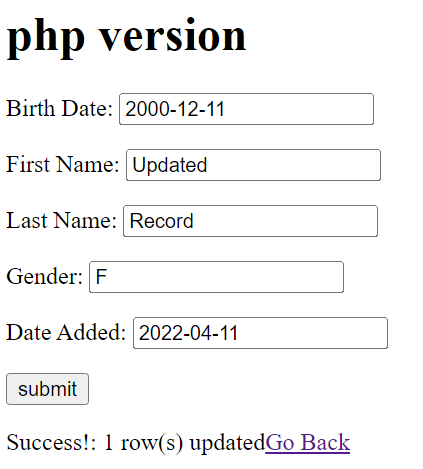 php version
Birth Date: 2000-12-11
First Name: Updated
Last Name: Record
Gender: F
Date Added: 2022-04-11
submit
Success!: 1 row(s) updatedGo Back